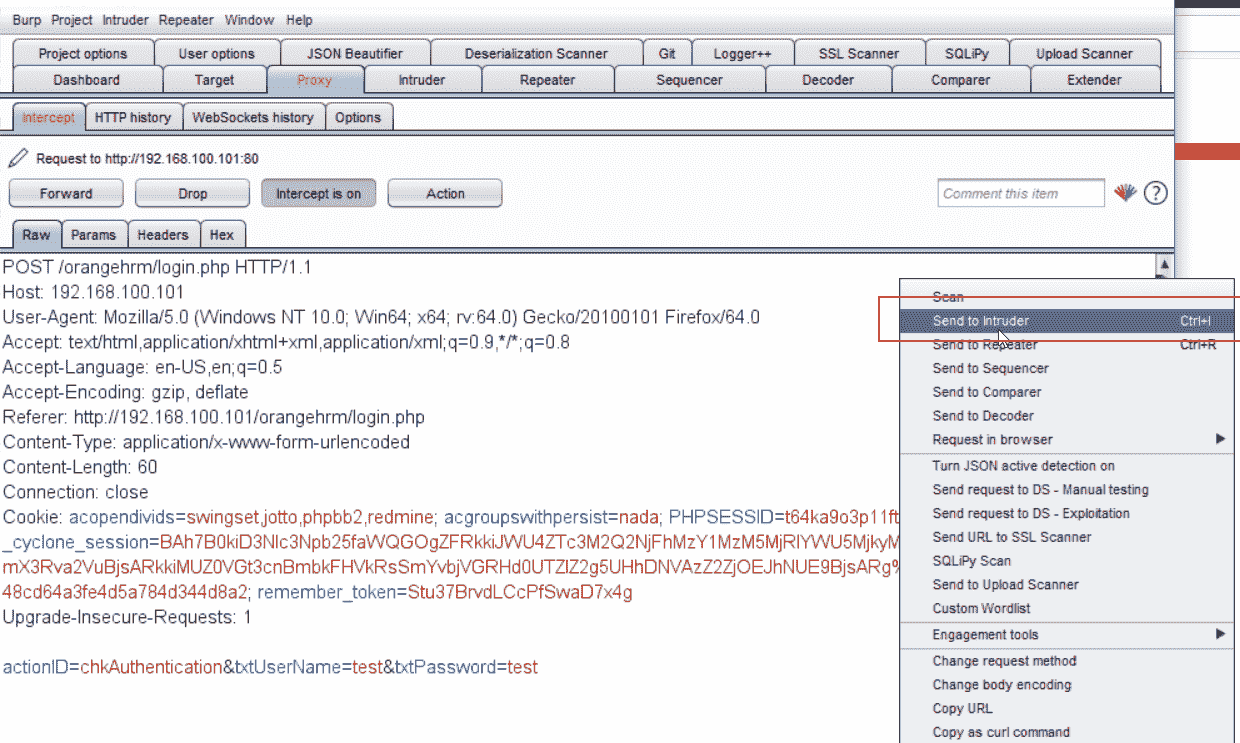 Burp Project Intruder Repeater Window Help
Project options User options JSON Beautifier Deserialization Scanner Git Logger++ SSL Scanner SQLiPy Upload Scanner
Dashboard Target Proxy Intruder Repeater Sequencer Decoder Comparer Extender
Intercept HTTP history WebSockets history Options
Request to http://192.168.100.101:80
Forward Drop Intercept is on Action Comment this item ?
Raw Params Headers Hex
POST /orangehrm/login.php HTTP/1.1
Host: 192.168.100.101
User-Agent: Mozilla/5.0 (Windows NT 10.0; Win64; x64; rv:64.0) Gecko/20100101 Firefox/64.0
Accept: text/html,application/xhtml+xml,application/xml;q=0.9,*/*;q=0.8
Accept-Language: en-US,en;q=0.5
Accept-Encoding: gzip, deflate
Referer: http://192.168.100.101/orangehrm/login.php
Content-Type: application/x-www-form-urlencoded
Content-Length: 60
Connection: close
Cookie: acopendivids=swingset,jotto,phpbb2,redmine; acgroupswithpersist=nada; PHPSESSID=t64ka9o3p11ft
_cyclone_session=
48cd64a3fe4d5a784d344d8a2; remember_token=Stu37BrvdLCcPfSwaD7x4g
Upgrade-Insecure-Requests: 1
actionID=chkAuthentication&txtUserName=test&txtPassword=test
Scan
Send to Intruder Ctrl+I
Send to Repeater Ctrl+R
Send to Sequencer
Send to Comparer
Send to Decoder
Request in browser
Turn JSON active detection on
Send request to DS - Manual testing
Send request to DS - Exploitation
Send URL to SSL Scanner
SQLiPy Scan
Send to Upload Scanner
Custom Wordlist
Engagement tools
Change request method
Change body encoding
Copy URL
Copy as curl command